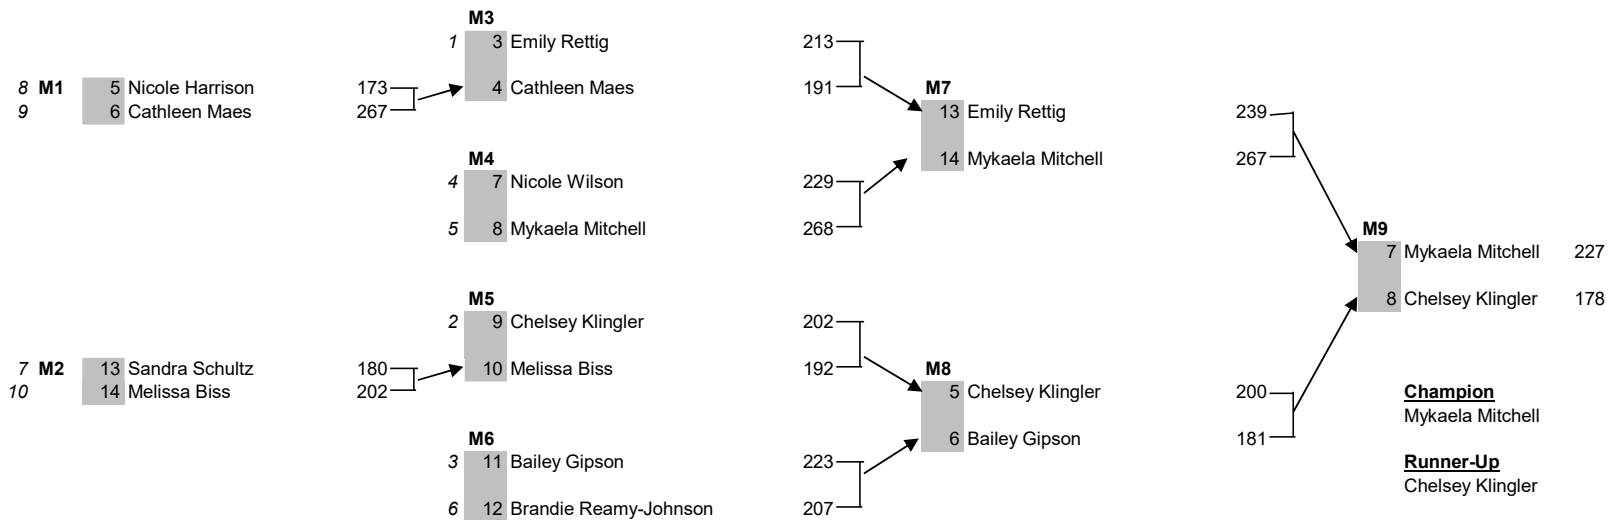 M3
1 3 Emily Rettig 213
8 M1 5 Nicole Harrison 173 4 Cathleen Maes 191 M7
9 6 Cathleen Maes 267 13 Emily Rettig 239
M4 14 Mykaela Mitchell 267
4 7 Nicole Wilson 229
5 8 Mykaela Mitchell 268 M9
7 Mykaela Mitchell 227
M5 8 Chelsey Klingler 178
2 9 Chelsey Klingler 202
7 M2 13 Sandra Schultz 180 10 Melissa Biss 192 M8
10 14 Melissa Biss 202 5 Chelsey Klingler 200 Champion
Mykaela Mitchell
M6 6 Bailey Gipson 181
3 11 Bailey Gipson 223 Runner-Up
Chelsey Klingler
6 12 Brandie Reamy-Johnson 207